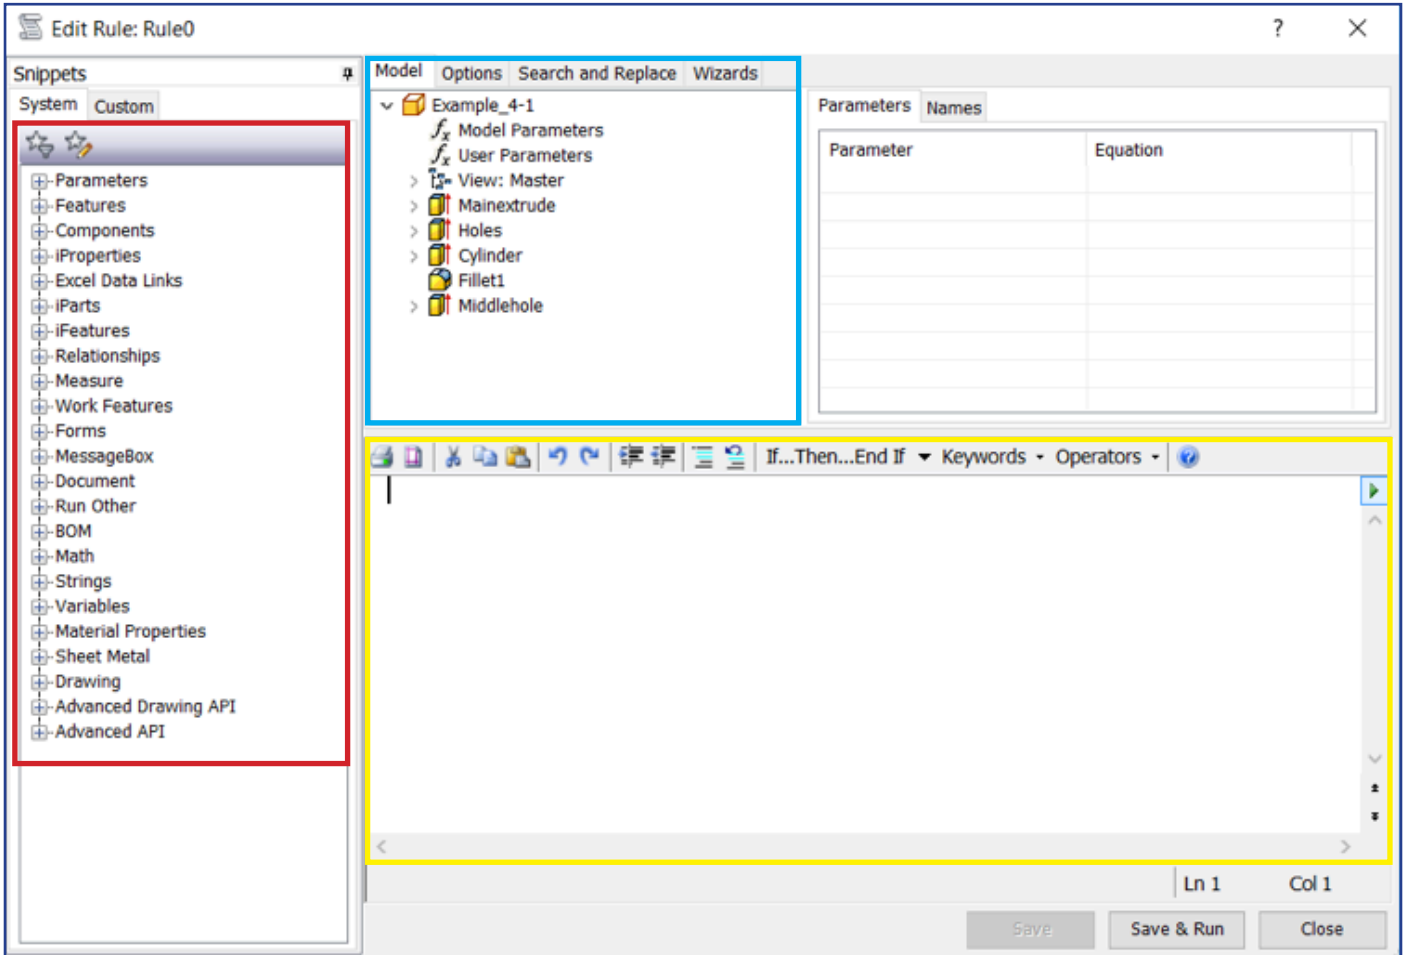 Edit Rule: Rule0
?
Snippets
System Custom
Parameters
Features
Components
iProperties
Excel Data Links
iParts
iFeatures
Relationships
Measure
Work Features
Forms
MessageBox
Document
Run Other
BOM
Math
Strings
Variables
Material Properties
Sheet Metal
Drawing
Advanced Drawing API
Advanced API
Model Options Search and Replace Wizards
Example_4-1
fx Model Parameters
fx User Parameters
View: Master
Mainextrude
Holes
Cylinder
Fillet1
Middlehole
Parameters Names
Parameter Equation
If...Then...End If Keywords Operators
Ln 1 Col 1
Save Save & Run Close